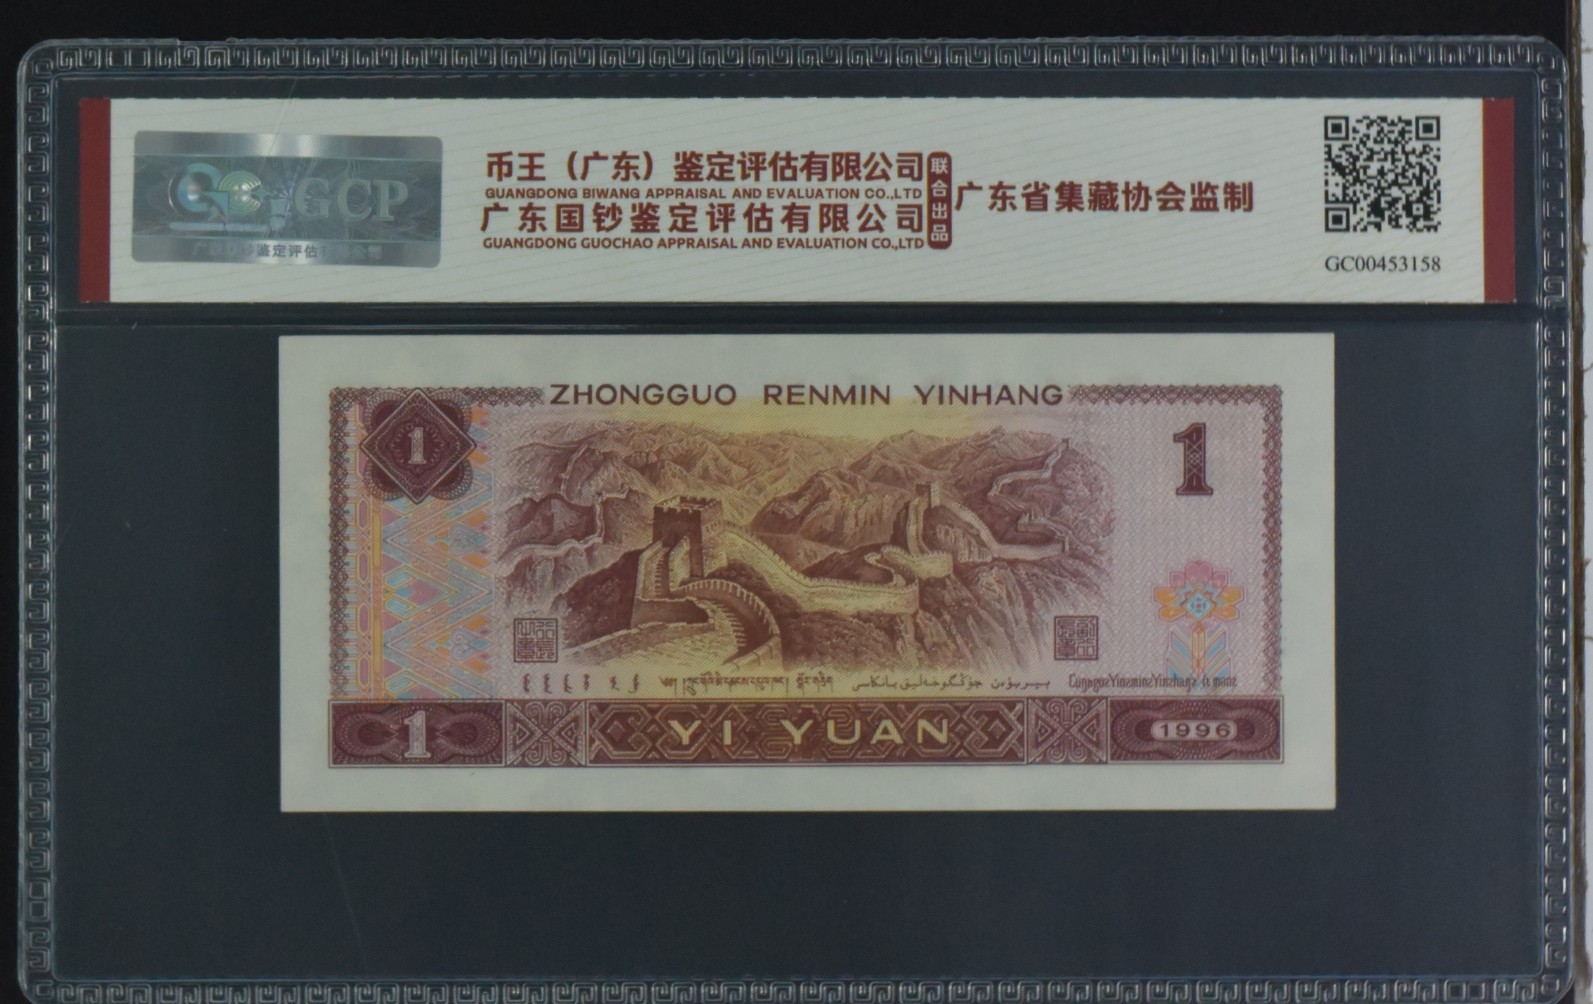 GCP
币王（广东）鉴定评估有限公司
GUANGDONG BIWANG APPRAISAL AND EVALUATION CO.,LTD
广东国钞鉴定评估有限公司
GUANGDONG GUOCHAO APPRAISAL AND EVALUATION CO.,LTD
联合出品
广东省集藏协会监制
GC00453158
ZHONGGUO RENMIN YINHANG
1
1
1
YI YUAN
1996